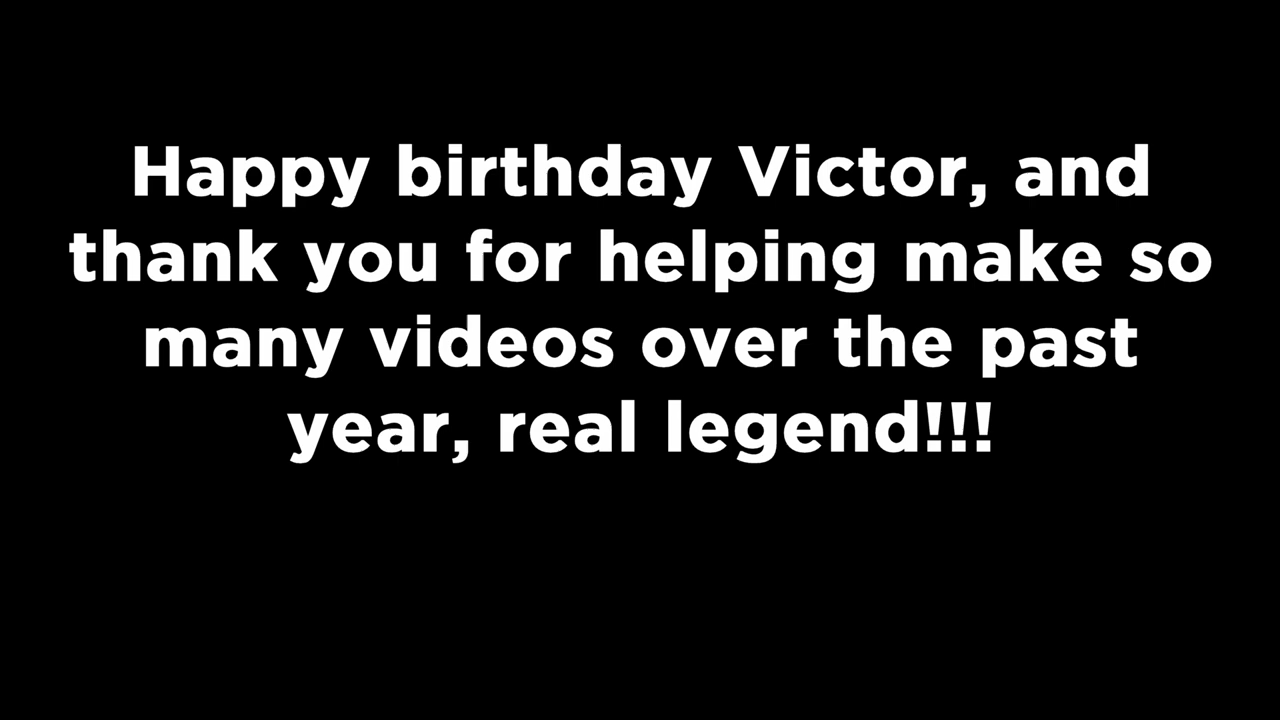 Happy birthday Victor, and
thank you for helping make so
many videos over the past
year, real legend!!!